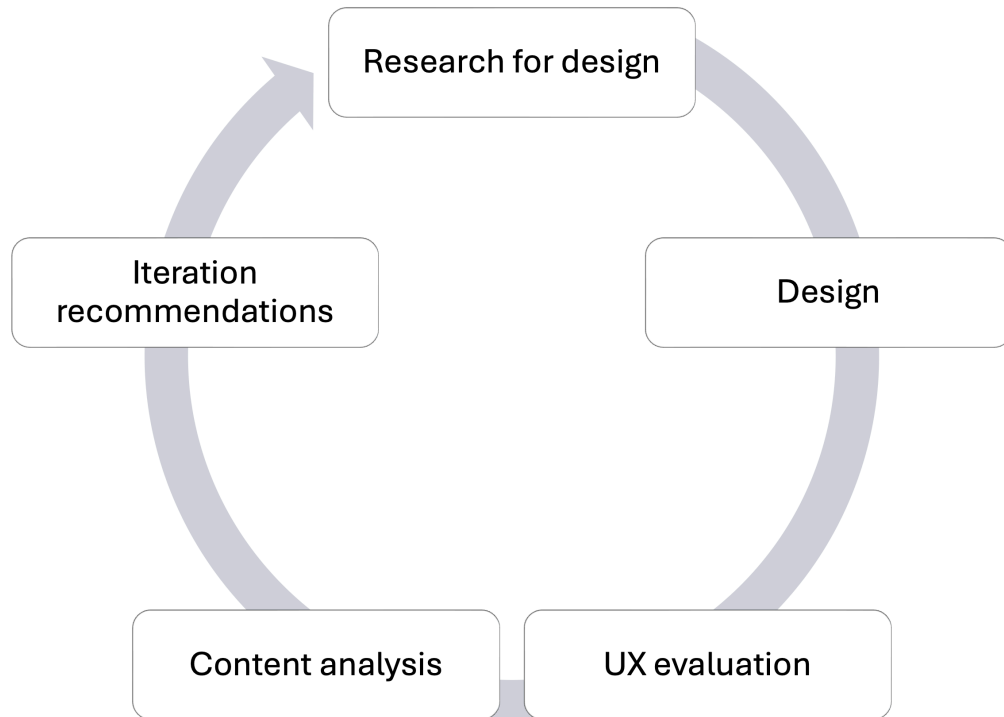 Research for design
Iteration
recommendations
Design
Content analysis
UX evaluation